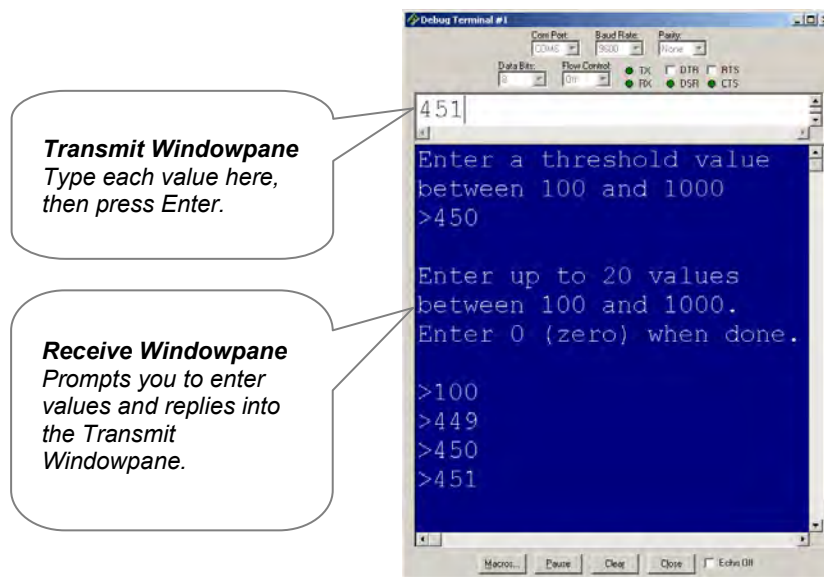 Debug Terminal #1
Com Port: Baud Rate: Parity:
COM6 9600 None
Data Bits: Flow Control: TX DTR RTS
8 Off RX DSR CTS
451
Transmit Windowpane
Type each value here,
then press Enter.
Enter a threshold value
between 100 and 1000
>450
Enter up to 20 values
between 100 and 1000.
Enter 0 (zero) when done.
>100
>449
>450
>451
Receive Windowpane
Prompts you to enter
values and replies into
the Transmit
Windowpane.
Macros... Pause Clear Close Echo Off